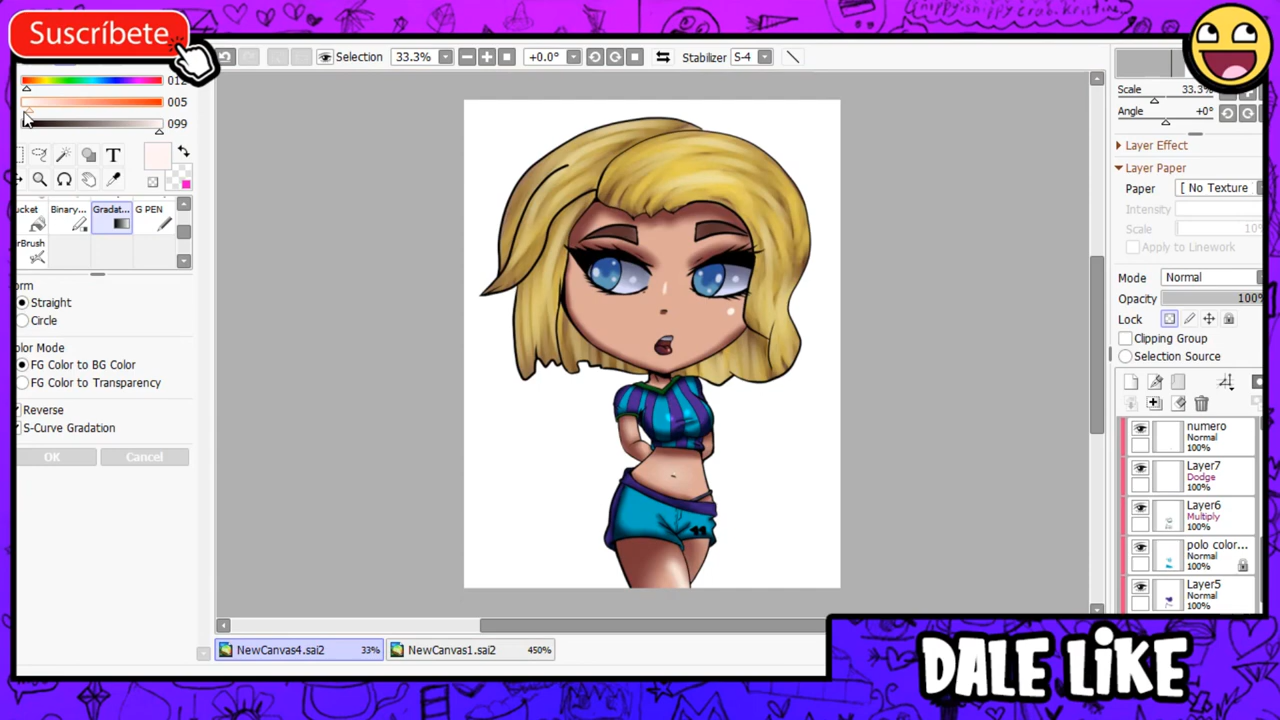 Suscríbete
Selection 33.3% +0.0° Stabilizer S-4
005
099
T
ucket Binary... Gradat... G PEN
rBrush
orm
Straight
Circle
olor Mode
FG Color to BG Color
FG Color to Transparency
Reverse
S-Curve Gradation
OK Cancel
Scale 33.3%
Angle +0°
Layer Effect
Layer Paper
Paper [ No Texture
Intensity
Scale 10
Apply to Linework
Mode Normal
Opacity 100%
Lock
Clipping Group
Selection Source
numero
Normal
100%
Layer7
Dodge
100%
Layer6
Multiply
100%
polo color...
Normal
100%
Layer5
Normal
100%
11
NewCanvas4.sai2 33% NewCanvas1.sai2 450%
DALE LiKE